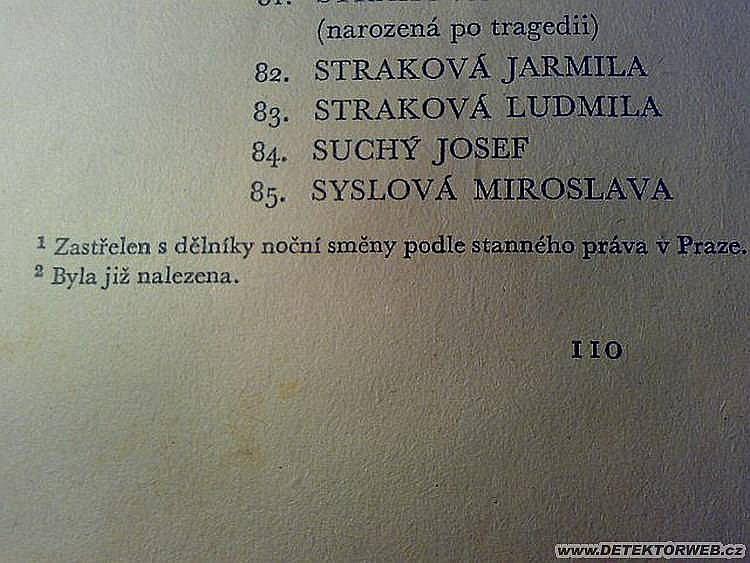 81.
(narozená po tragedii)
82. STRAKOVÁ JARMILA
83. STRAKOVÁ LUDMILA
84. SUCHÝ JOSEF
85. SYSLOVÁ MIROSLAVA
1 Zastřelen s dělníky noční směny podle stanného práva v Praze.
2 Byla již nalezena.
110
www.DETEKTORWEB.cz